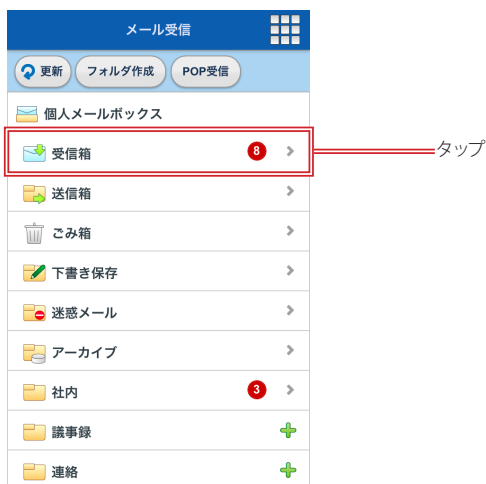 メール受信
更新 フォルダ作成 POP受信
個人メールボックス
受信箱 8
タップ
送信箱
ごみ箱
下書き保存
迷惑メール
アーカイブ
社内 3
議事録
連絡